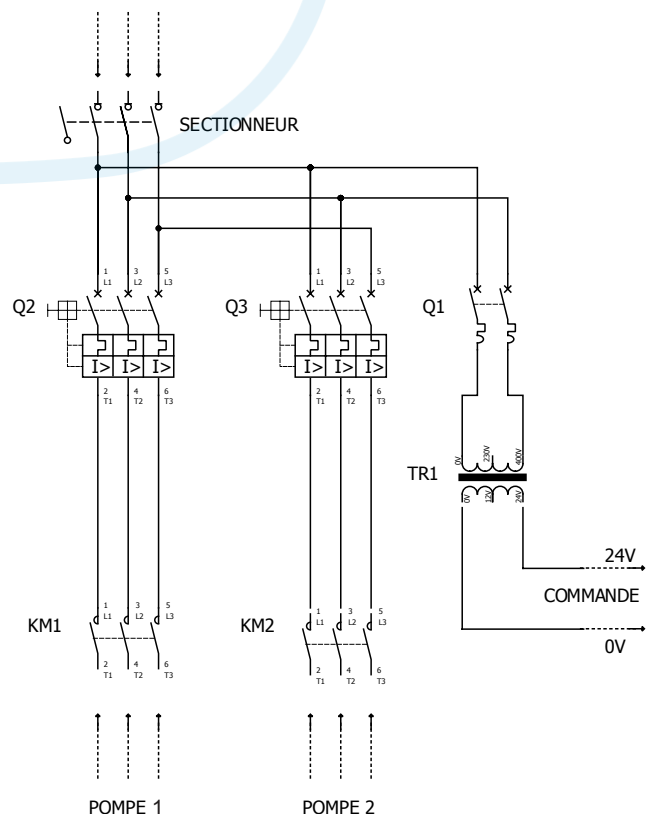 SECTIONNEUR
1 3 5
L1 L2 L3
Q2
I> I> I>
2 4 6
T1 T2 T3
1 3 5
L1 L2 L3
Q3
I> I> I>
2 4 6
T1 T2 T3
Q1
0V 230V 400V
TR1
0V 12V 24V
24V
COMMANDE
0V
1 3 5
L1 L2 L3
KM1
2 4 6
T1 T2 T3
1 3 5
L1 L2 L3
KM2
2 4 6
T1 T2 T3
POMPE 1
POMPE 2